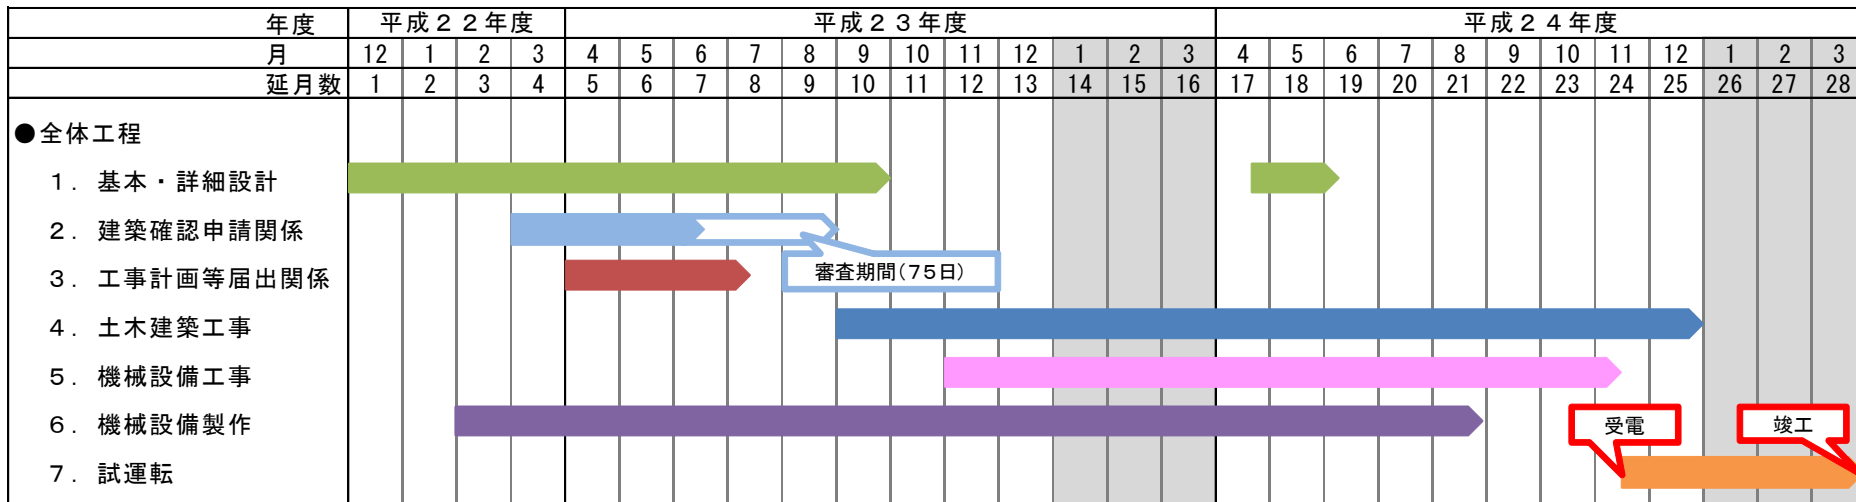 年度 平成２２年度 平成２３年度 平成２４年度
月 12 1 2 3 4 5 6 7 8 9 10 11 12 1 2 3 4 5 6 7 8 9 10 11 12 1 2 3
延月数 1 2 3 4 5 6 7 8 9 10 11 12 13 14 15 16 17 18 19 20 21 22 23 24 25 26 27 28
●全体工程
１．基本・詳細設計
２．建築確認申請関係
３．工事計画等届出関係
審査期間(75日)
４．土木建築工事
５．機械設備工事
６．機械設備製作
受電
竣工
７．試運転